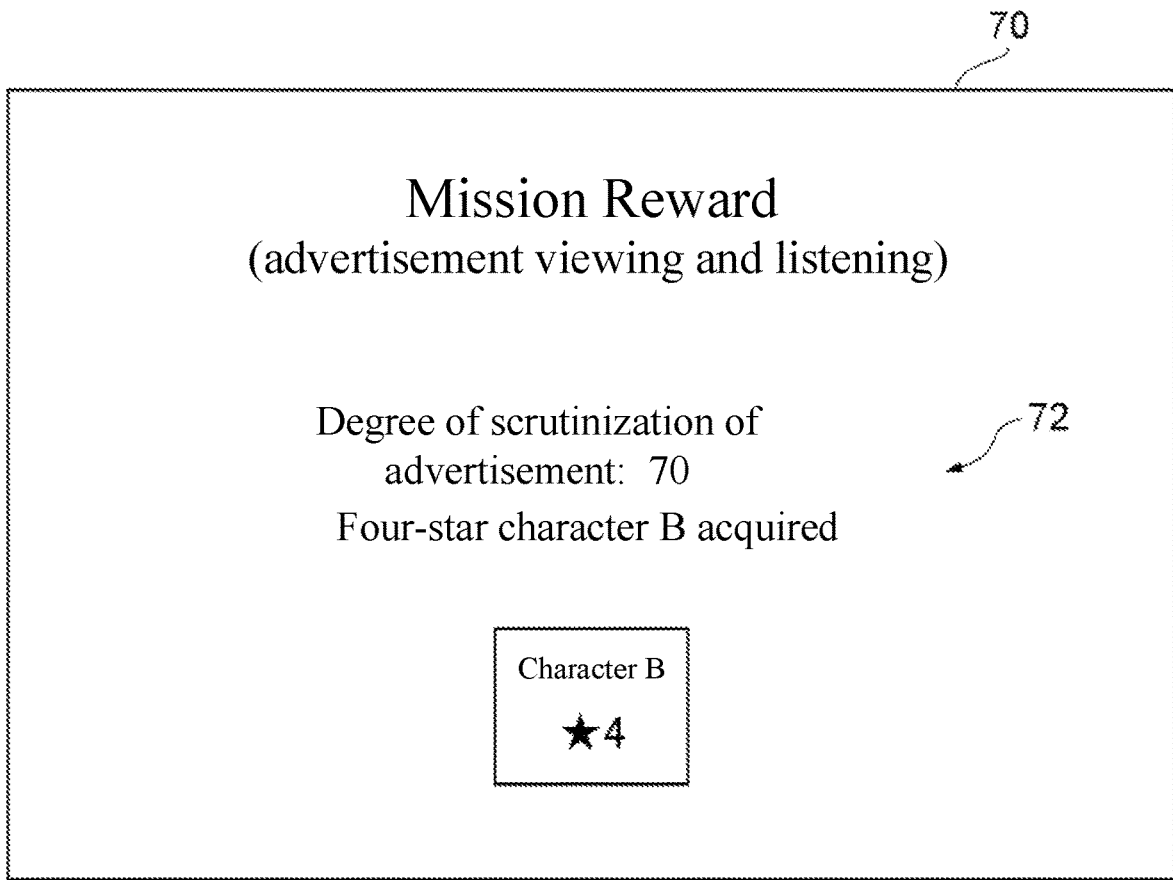 70
Mission Reward
(advertisement viewing and listening)
Degree of scrutinization of
advertisement: 70
72
Four-star character B acquired
Character B
★4